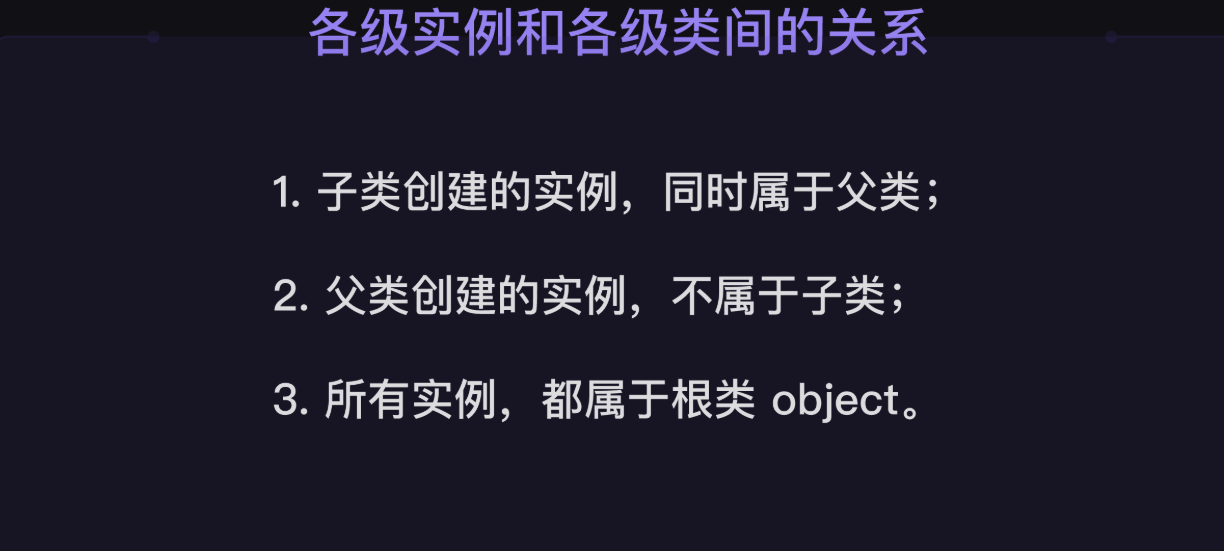 各级实例和各级类间的关系
1. 子类创建的实例，同时属于父类；
2. 父类创建的实例，不属于子类；
3. 所有实例，都属于根类 object。